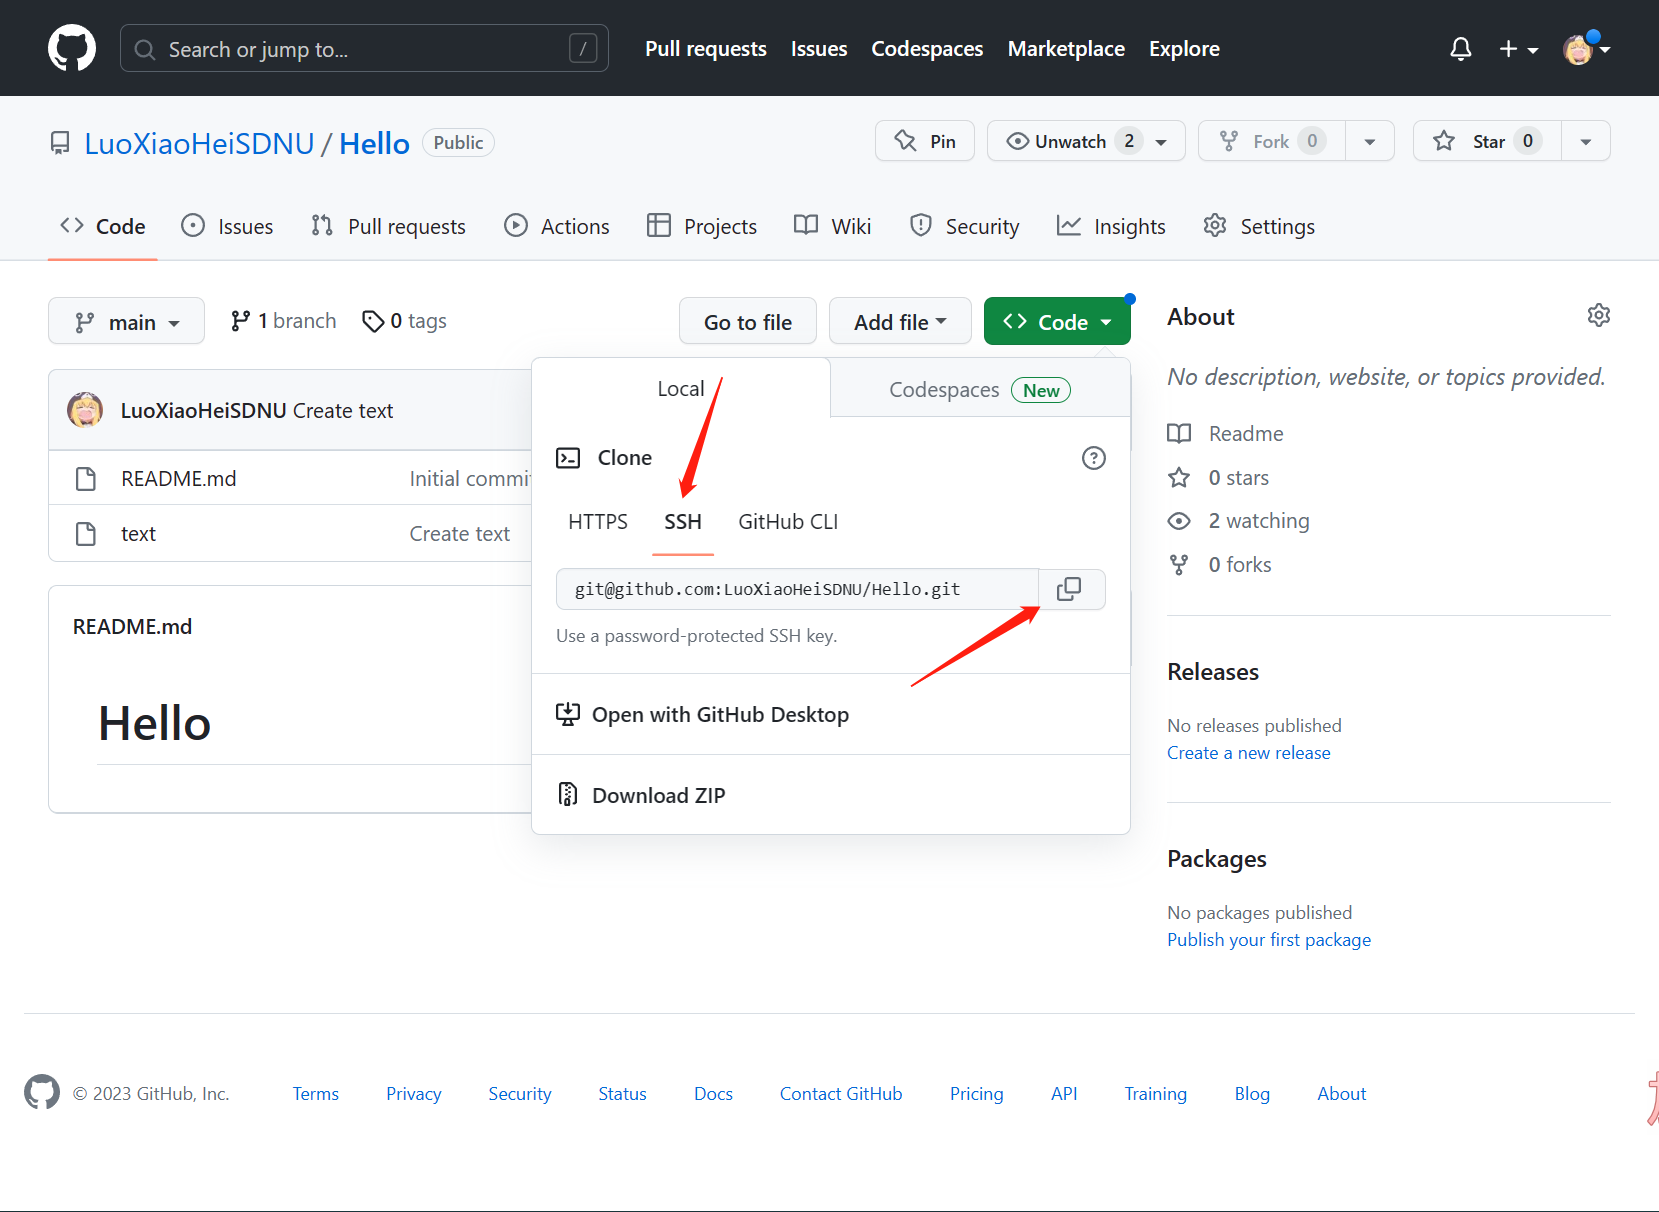 Search or jump to... /
Pull requests Issues Codespaces Marketplace Explore
LuoXiaoHeiSDNU / Hello Public
Pin Unwatch 2 Fork 0 Star 0
Code Issues Pull requests Actions Projects Wiki Security Insights Settings
main 1 branch 0 tags Go to file Add file Code
LuoXiaoHeiSDNU Create text
README.md Initial commi
text Create text
README.md
Hello
Local Codespaces New
Clone
HTTPS SSH GitHub CLI
git@github.com:LuoXiaoHeiSDNU/Hello.git
Use a password-protected SSH key.
Open with GitHub Desktop
Download ZIP
About
No description, website, or topics provided.
Readme
0 stars
2 watching
0 forks
Releases
No releases published
Create a new release
Packages
No packages published
Publish your first package
© 2023 GitHub, Inc. Terms Privacy Security Status Docs Contact GitHub Pricing API Training Blog About